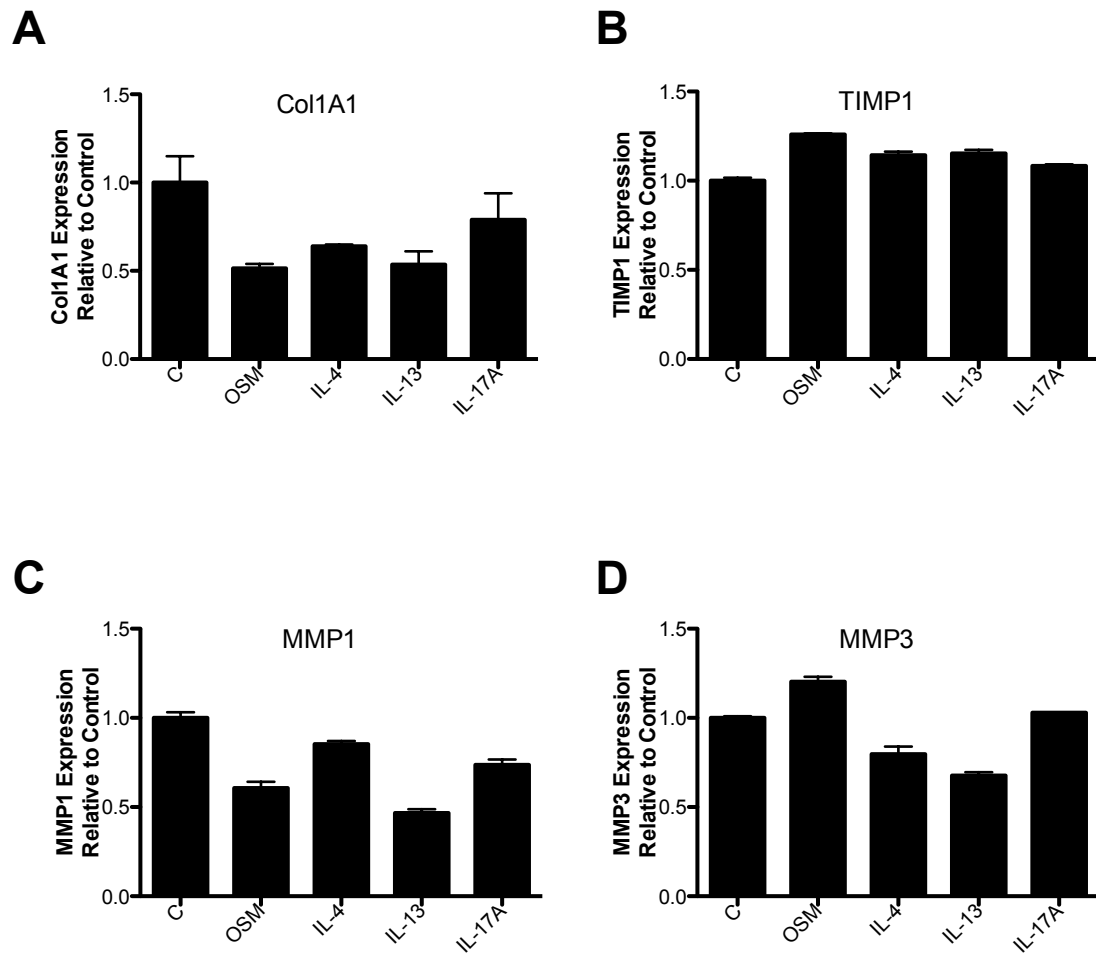 A
Col1A1
Col1A1 Expression
Relative to Control
1.5
1.0
0.5
0.0
C
OSM
IL-4
IL-13
IL-17A
B
TIMP1
TIMP1 Expression
Relative to Control
1.5
1.0
0.5
0.0
C
OSM
IL-4
IL-13
IL-17A
C
MMP1
MMP1 Expression
Relative to Control
1.5
1.0
0.5
0.0
C
OSM
IL-4
IL-13
IL-17A
D
MMP3
MMP3 Expression
Relative to Control
1.5
1.0
0.5
0.0
C
OSM
IL-4
IL-13
IL-17A